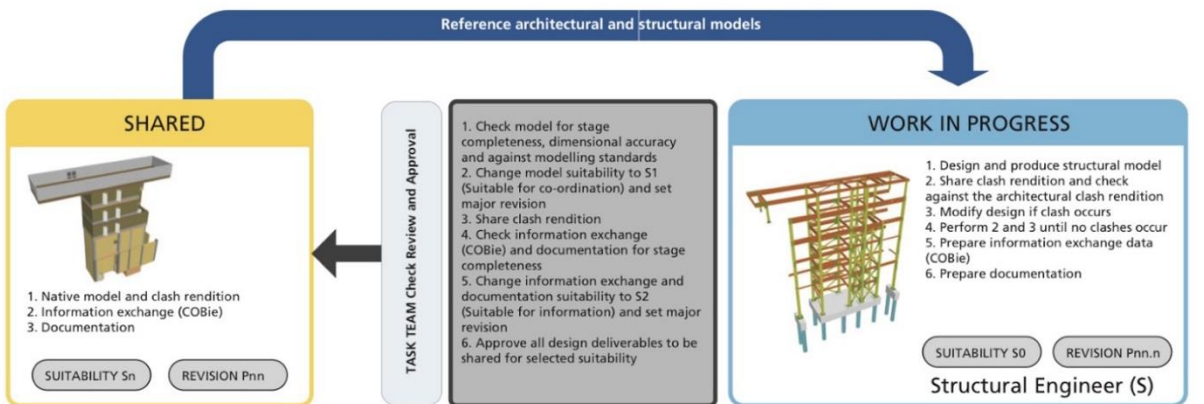 Reference architectural and structural models
SHARED
1. Native model and clash rendition
2. Information exchange (COBie)
3. Documentation
SUITABILITY Sn
REVISION Pnn
TASK TEAM Check Review and Approval
1. Check model for stage
completeness, dimensional accuracy
and against modelling standards
2. Change model suitability to S1
(Suitable for co-ordination) and set
major revision
3. Share clash rendition
4. Check information exchange
(COBie) and documentation for stage
completeness
5. Change information exchange and
documentation suitability to S2
(Suitable for information) and set major
revision
6. Approve all design deliverables to be
shared for selected suitability
WORK IN PROGRESS
1. Design and produce structural model
2. Share clash rendition and check
against the architectural clash rendition
3. Modify design if clash occurs
4. Perform 2 and 3 until no clashes occur
5. Prepare information exchange data
(COBie)
6. Prepare documentation
SUITABILITY S0
REVISION Pnn.n
Structural Engineer (S)